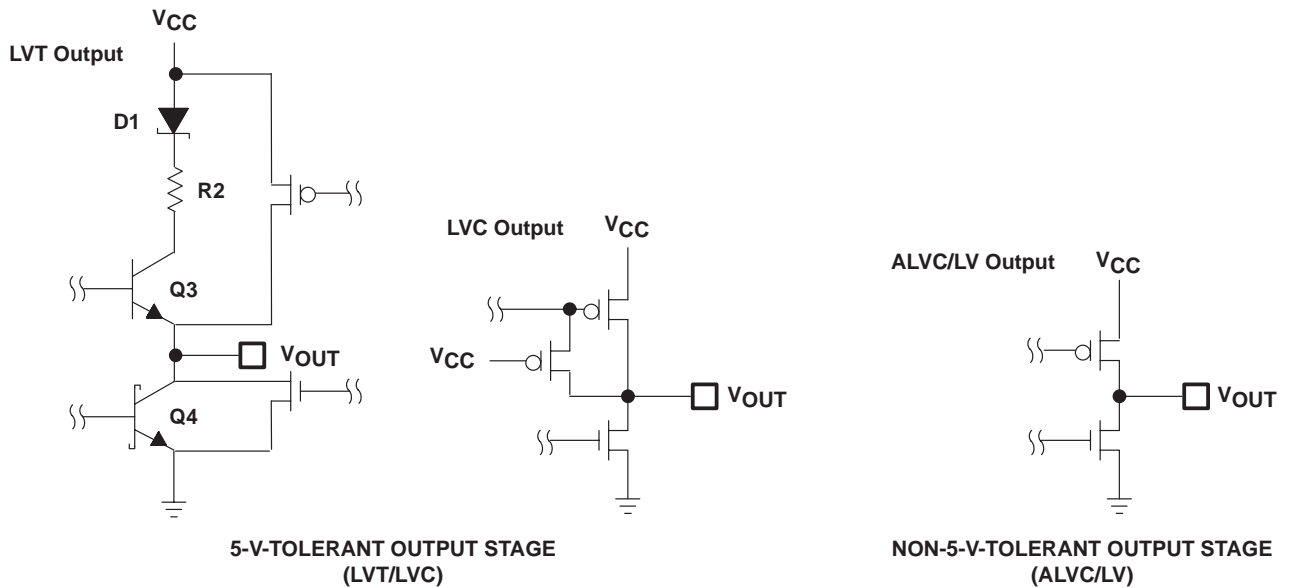 VCC
LVT Output
D1
R2
Q3
VOUT
Q4
LVC Output
VCC
VCC
VOUT
ALVC/LV Output
VCC
VOUT
5-V-TOLERANT OUTPUT STAGE
(LVT/LVC)
NON-5-V-TOLERANT OUTPUT STAGE
(ALVC/LV)